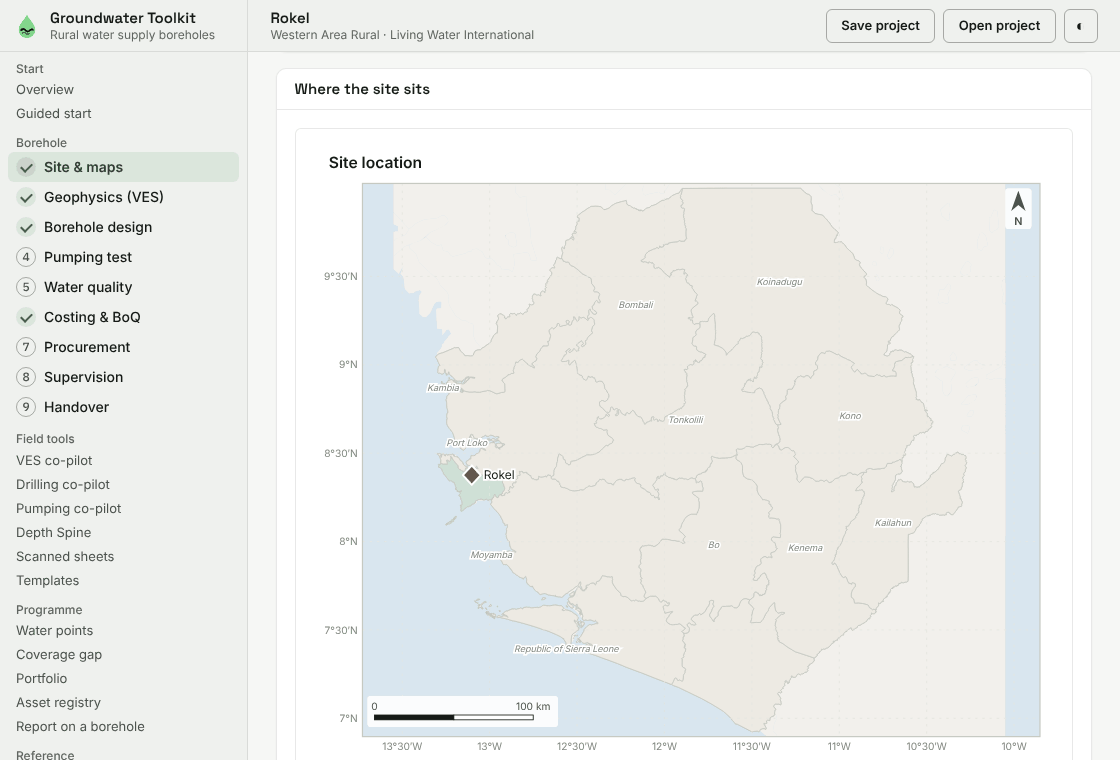 Groundwater Toolkit
Rural water supply boreholes
Rokel
Western Area Rural · Living Water International
Save project
Open project
Start
Overview
Guided start
Borehole
Site & maps
Geophysics (VES)
Borehole design
4 Pumping test
5 Water quality
Costing & BoQ
7 Procurement
8 Supervision
9 Handover
Field tools
VES co-pilot
Drilling co-pilot
Pumping co-pilot
Depth Spine
Scanned sheets
Templates
Programme
Water points
Coverage gap
Portfolio
Asset registry
Report on a borehole
Reference
Where the site sits
Site location
N
9°30'N
9°N
8°30'N
8°N
7°30'N
7°N
Koinadugu
Bombali
Kambia
Tonkolili
Kono
Port Loko
Rokel
Kailahun
Bo
Kenema
Moyamba
Republic of Sierra Leone
0 100 km
13°30'W 13°W 12°30'W 12°W 11°30'W 11°W 10°30'W 10°W